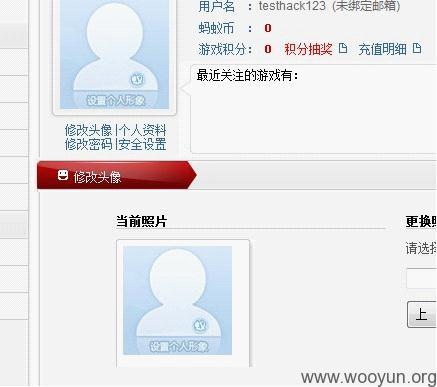 用户名 : testhack123 (未绑定邮箱)
蚂蚁币 : 0
游戏积分: 0 积分抽奖 充值明细
最近关注的游戏有:
设置个人形象
修改头像|个人资料
修改密码|安全设置
修改头像
当前照片
更换照
请选择
设置个人形象
上
www.wooyun.org